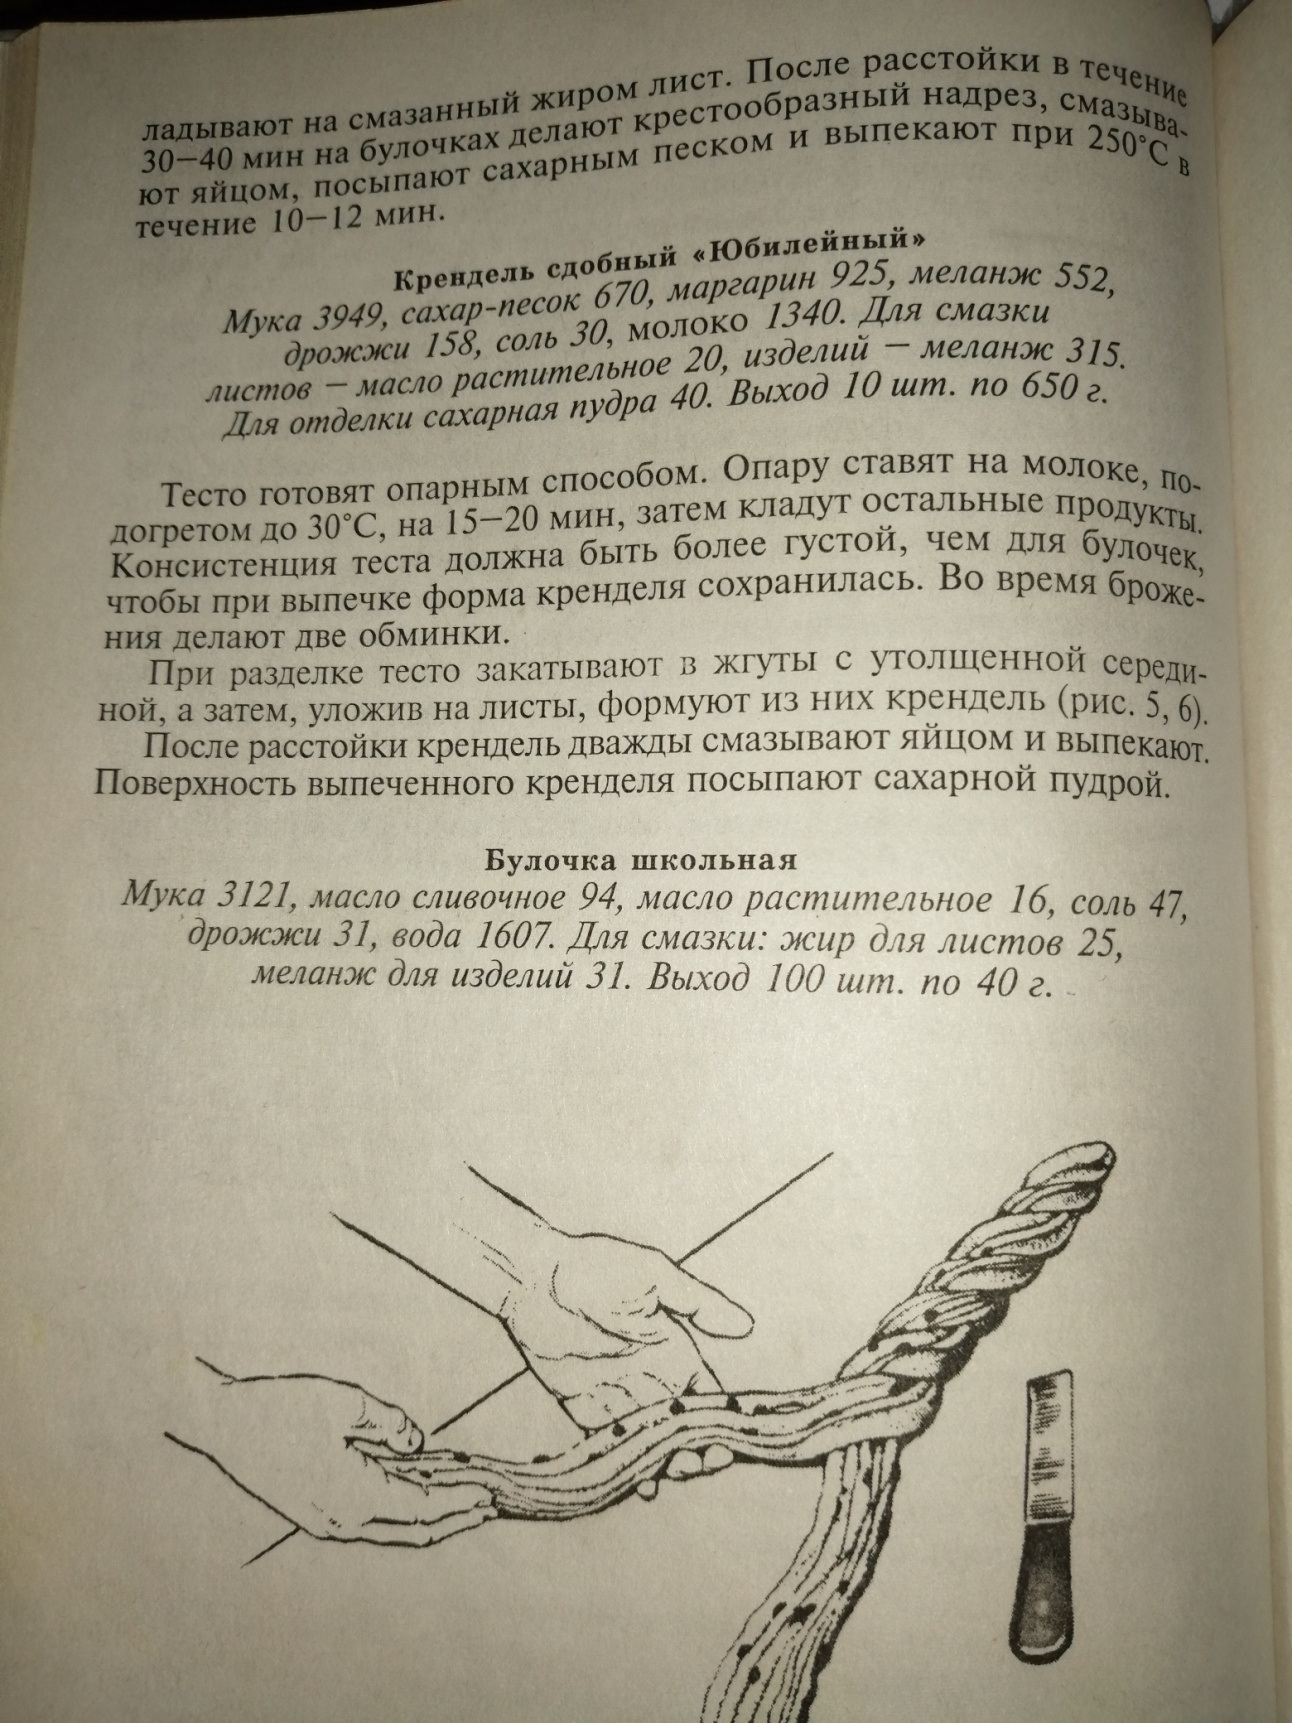 ладывают на смазанный жиром лист. После расстойки в течение
30—40 мин на булочках делают крестообразный надрез, смазыва-
ют яйцом, посыпают сахарным песком и выпекают при 250°С в
течение 10—12 мин.
Крендель сдобный «Юбилейный»
Мука 3949, сахар-песок 670, маргарин 925, меланж 552,
дрожжи 158, соль 30, молоко 1340. Для смазки
листов — масло растительное 20, изделий — меланж 315.
Для отделки сахарная пудра 40. Выход 10 шт. по 650 г.
Тесто готовят опарным способом. Опару ставят на молоке, по-
догретом до 30°С, на 15—20 мин, затем кладут остальные продукты.
Консистенция теста должна быть более густой, чем для булочек,
чтобы при выпечке форма кренделя сохранилась. Во время броже-
ния делают две обминки.
При разделке тесто закатывают в жгуты с утолщенной середи-
ной, а затем, уложив на листы, формуют из них крендель (рис. 5, 6).
После расстойки крендель дважды смазывают яйцом и выпекают.
Поверхность выпеченного кренделя посыпают сахарной пудрой.
Булочка школьная
Мука 3121, масло сливочное 94, масло растительное 16, соль 47,
дрожжи 31, вода 1607. Для смазки: жир для листов 25,
меланж для изделий 31. Выход 100 шт. по 40 г.